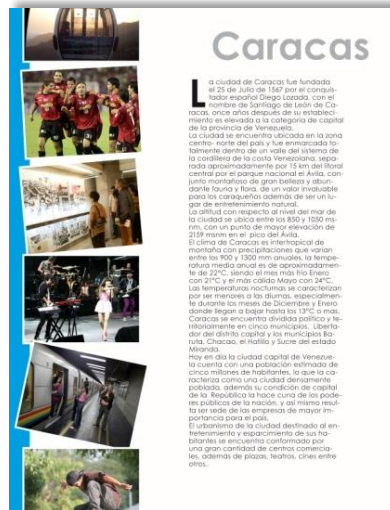 Caracas
La ciudad de Caracas fue fundada
el 25 de Julio de 1567 por el conquis-
tador español Diego Lozada, con el
nombre de Santiago de León de Ca-
racas, once años después de su estableci-
miento es elevada a la categoria de capital
de la provincia de Venezuela.
La ciudad se encuentra ubicada en la zona
centro- norte del país y fue enmarcada to-
talmente dentro de un valle del sistema de
la cordillera de la costa Venezolana, sepa-
rada aproximadamente por 15 km del litoral
central por el parque nacional el Ávila, con-
junto montañoso de gran belleza y abun-
dante fauna y flora, de un valor invaluable
para los caraqueños además de ser un lu-
gar de entretenimiento natural.
La altitud con respecto al nivel del mar de
la ciudad se ubica entre los 850 y 1050 ms-
nm, con un punto de mayor elevación de
2159 msnm en el pico del Ávila.
El clima de Caracas es intertropical de
montaña con precipitaciones que varían
entre los 900 y 1300 mm anuales, la tempe-
ratura media anual es de aproximadamen-
te de 22°C, siendo el mes más frío Enero
con 21°C y el más cálido Mayo con 24°C.
Las temperaturas nocturnas se caracterizan
por ser menores a las diurnas, especialmen-
te durante los meses de Diciembre y Enero
donde llegan a bajar hasta los 13°C o mas.
Caracas se encuentra dividida político y te-
rritorialmente en cinco municipios, Liberta-
dor del distrito capital y los municipios Ba-
ruta, Chacao, el Hatillo y Sucre del estado
Miranda.
Hoy en día la ciudad capital de Venezue-
la cuenta con una población estimada de
cinco millones de habitantes, lo que la ca-
racteriza como una ciudad densamente
poblada, además su condición de capital
de la República la hace cuna de los pode-
res públicos de la nación, y así mismo resul-
ta ser sede de las empresas de mayor im-
portancia para el país.
El urbanismo de la ciudad destinado al en-
tretenimiento y esparcimiento de sus ha-
bitantes se encuentra conformado por
una gran cantidad de centros comercia-
les, además de plazas, teatros, cines entre
otros.